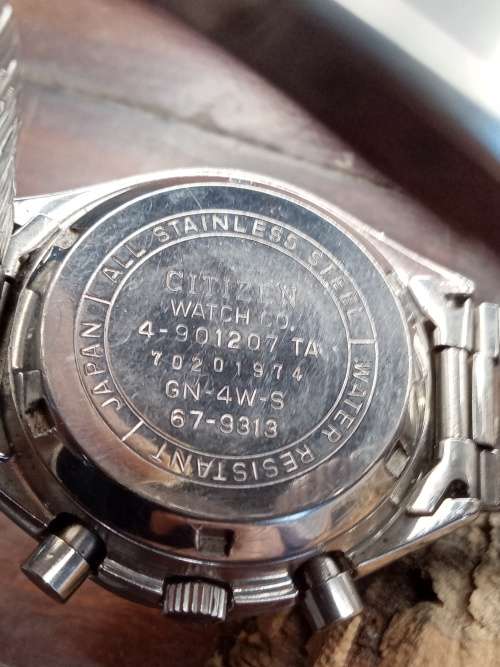 ALL STAINLESS STEEL
WATER RESISTANT
JAPAN
CITIZEN
WATCH CO.
4-901207 TA
70201974
GN-4W-S
67-9313